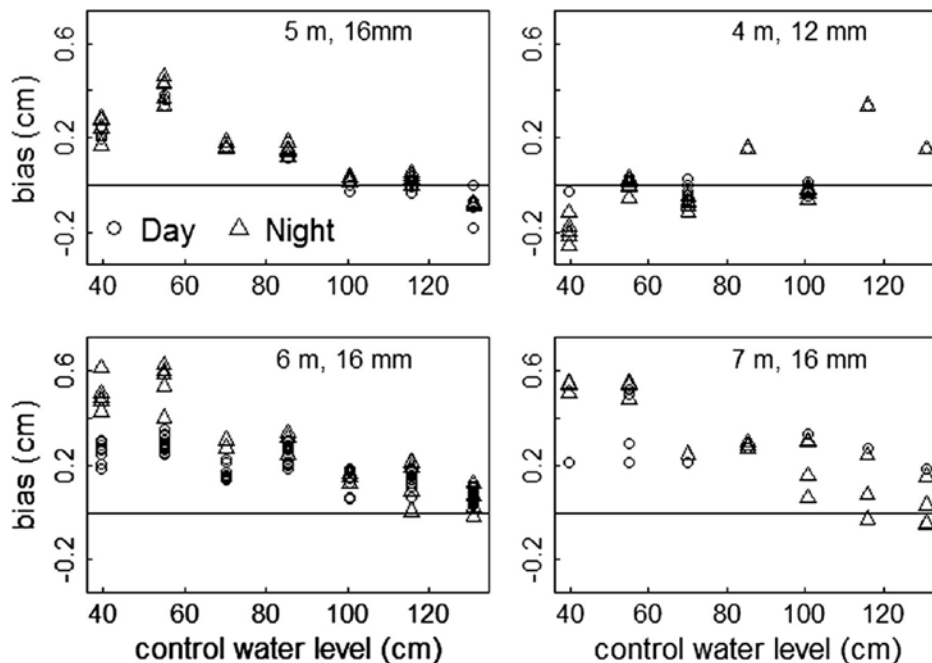 5 m, 16mm
bias (cm)
-0.2 0.2 0.6
Day Night
40 60 80 100 120
4 m, 12 mm
-0.2 0.2 0.6
40 60 80 100 120
6 m, 16 mm
bias (cm)
-0.2 0.2 0.6
40 60 80 100 120
control water level (cm)
7 m, 16 mm
-0.2 0.2 0.6
40 60 80 100 120
control water level (cm)